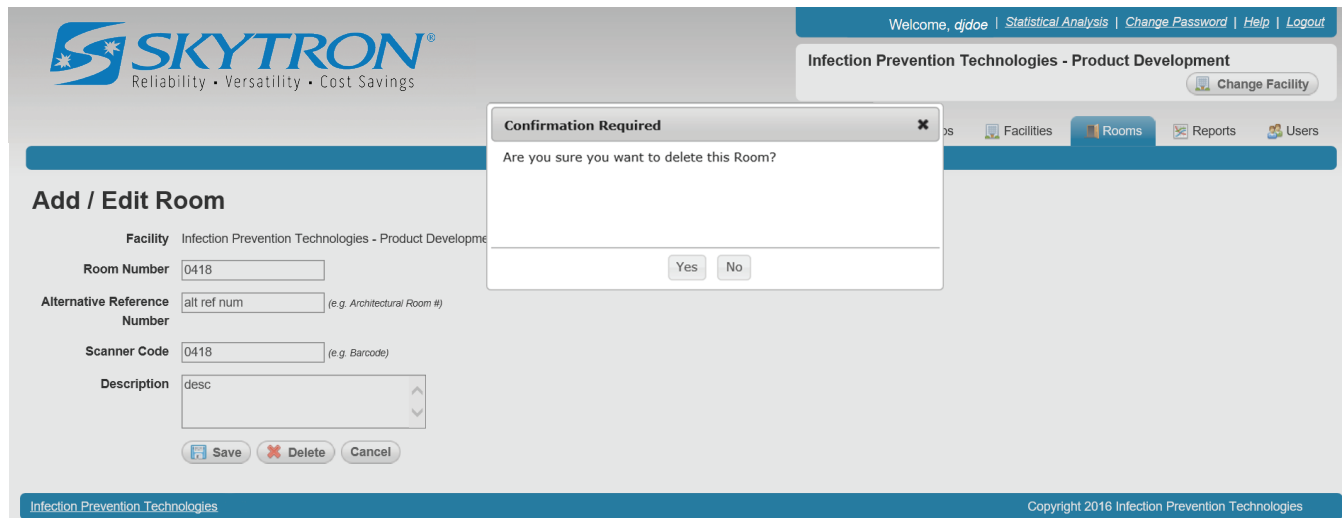 Welcome, djdoe | Statistical Analysis | Change Password | Help | Logout
SKYTRON®
Reliability • Versatility • Cost Savings
Infection Prevention Technologies - Product Development
Change Facility
Facilities Rooms Reports Users
Confirmation Required
Are you sure you want to delete this Room?
Yes No
Add / Edit Room
Facility Infection Prevention Technologies - Product
Room Number 0418
Alternative Reference alt ref num (e.g. Architectural Room #)
Number
Scanner Code 0418 (e.g. Barcode)
Description desc
Save Delete Cancel
Infection Prevention Technologies Copyright 2016 Infection Prevention Technologies